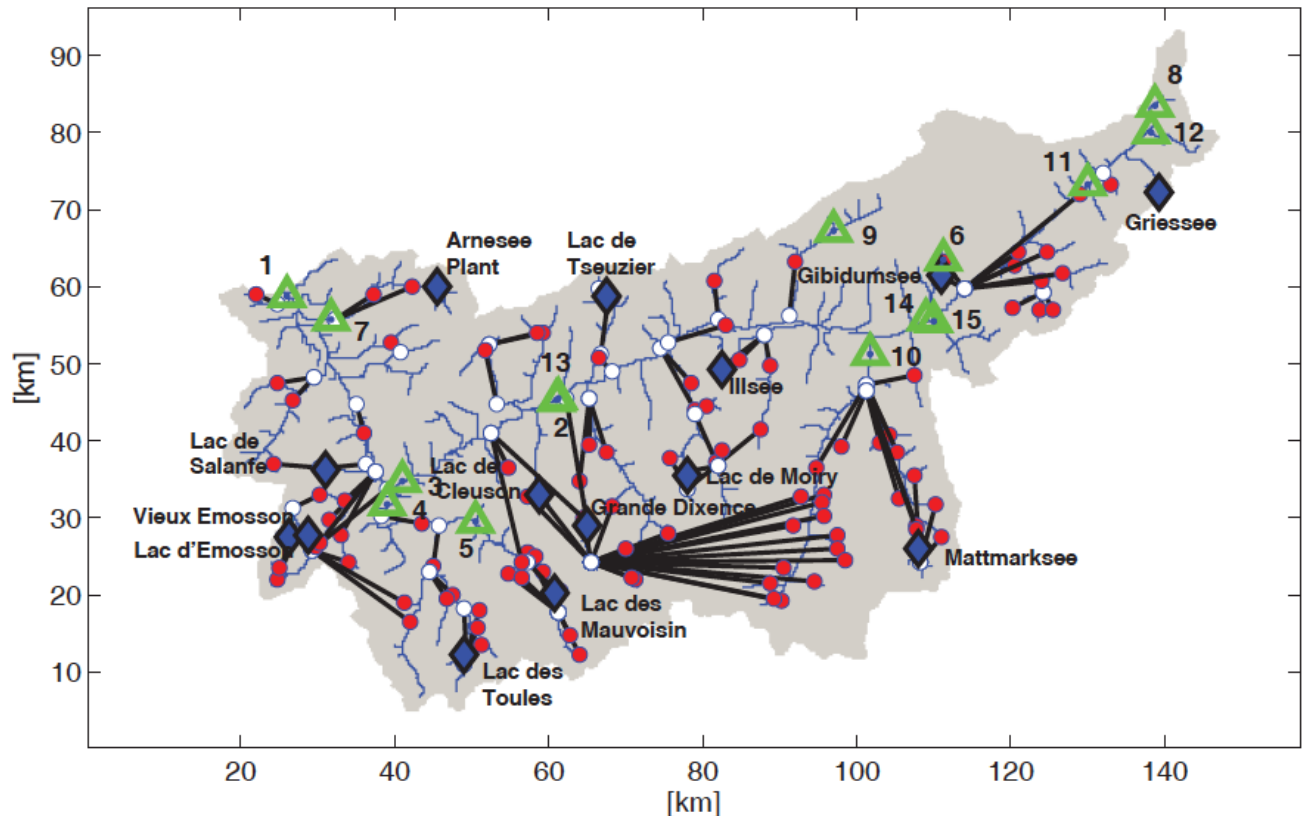 90
80
70
60
50
40
30
20
10
[km]
20
40
60
80
100
120
140
[km]
8
12
11
Griessee
9
6
Gibidumsee
14
15
10
1
Arnesee
Plant
7
Lac de
Tseuzier
13
2
Illsee
Lac de
Salanfe
3
4
Lac de
Cleuson
Lac de Moiry
Grande Dixence
Vieux Emosson
Lac d'Emosson
5
Mattmarksee
Lac des
Mauvoisin
Lac des
Toules